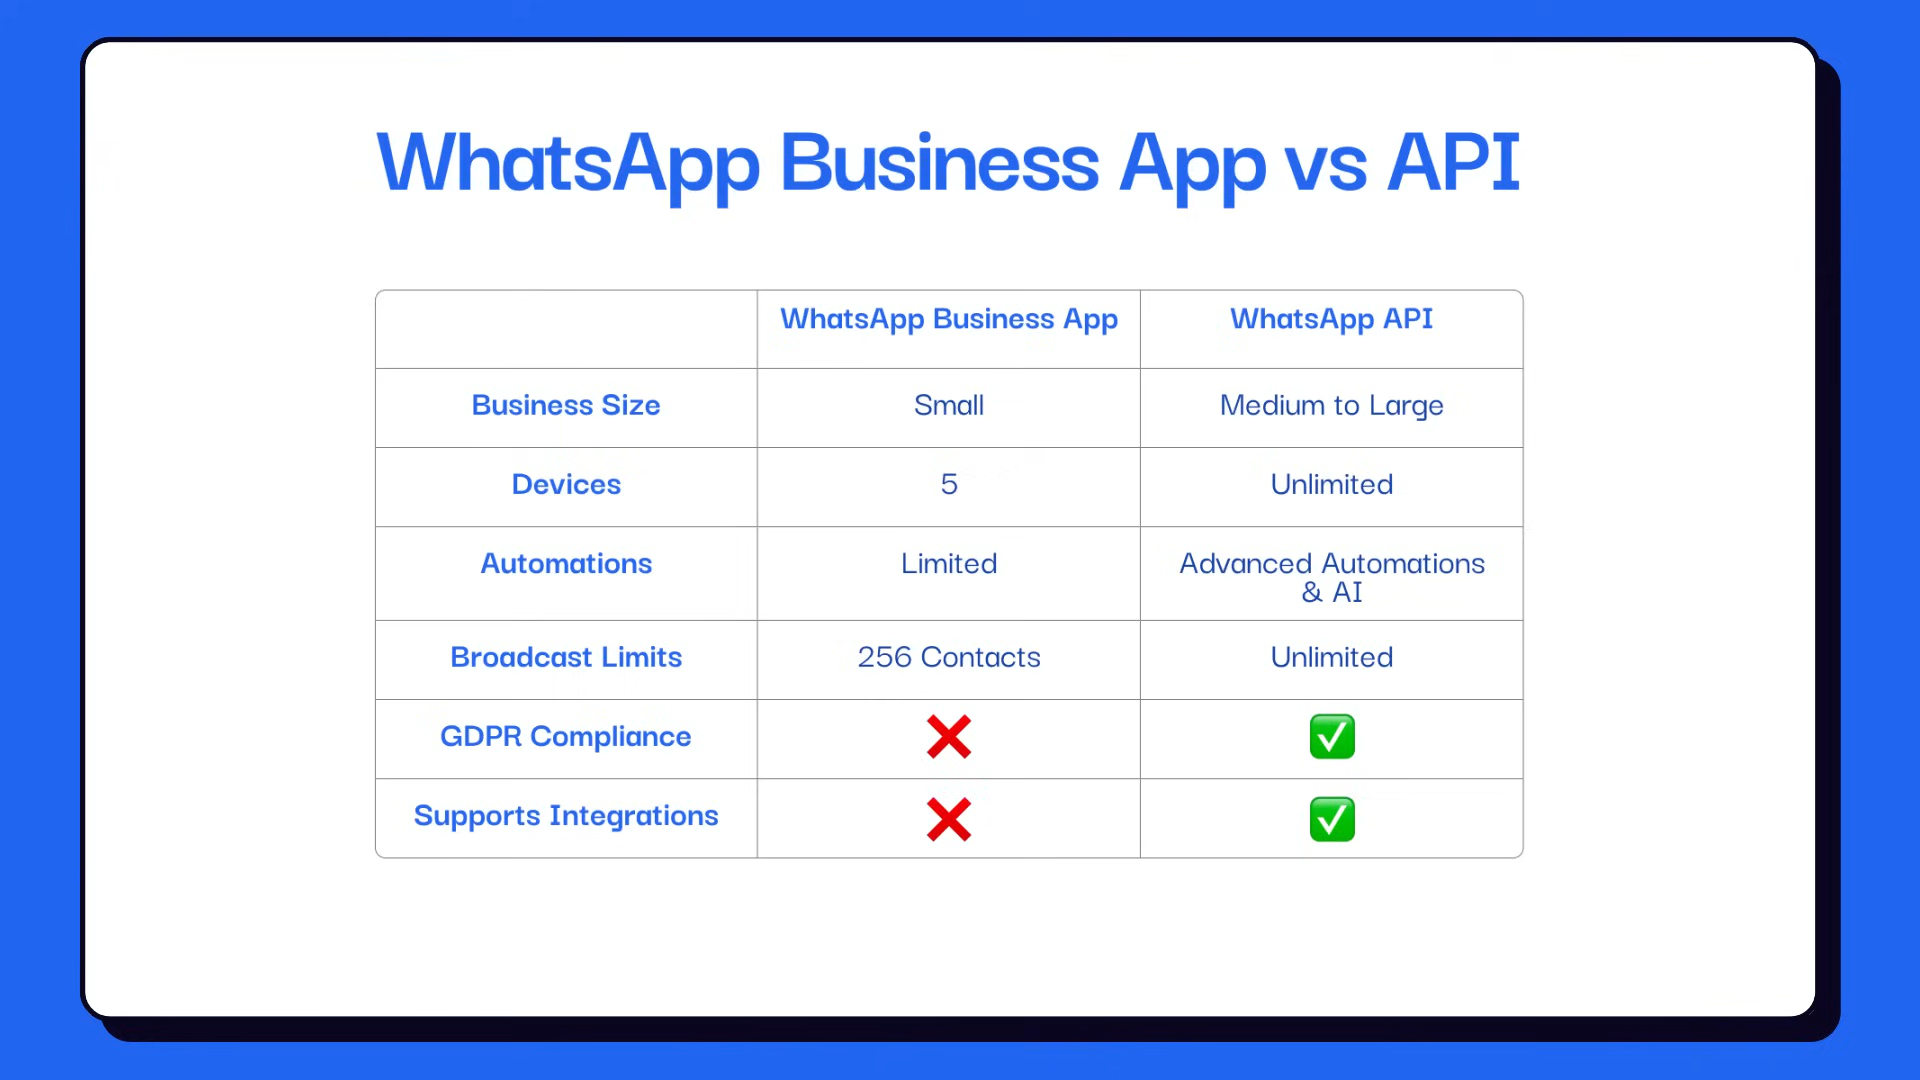 WhatsApp Business App vs API
WhatsApp Business App
WhatsApp API
Business Size
Small
Medium to Large
Devices
5
Unlimited
Automations
Limited
Advanced Automations
& AI
Broadcast Limits
256 Contacts
Unlimited
GDPR Compliance
Supports Integrations